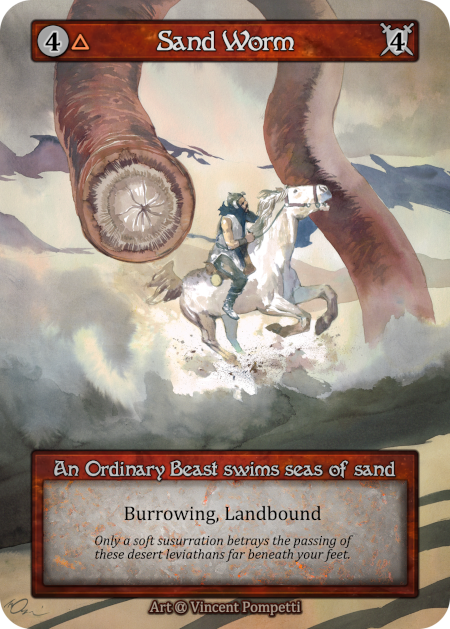 4 Sand Worm 4
An Ordinary Beast swims seas of sand
Burrowing, Landbound
Only a soft susurration betrays the passing of
these desert leviathans far beneath your feet.
Art @ Vincent Pompetti